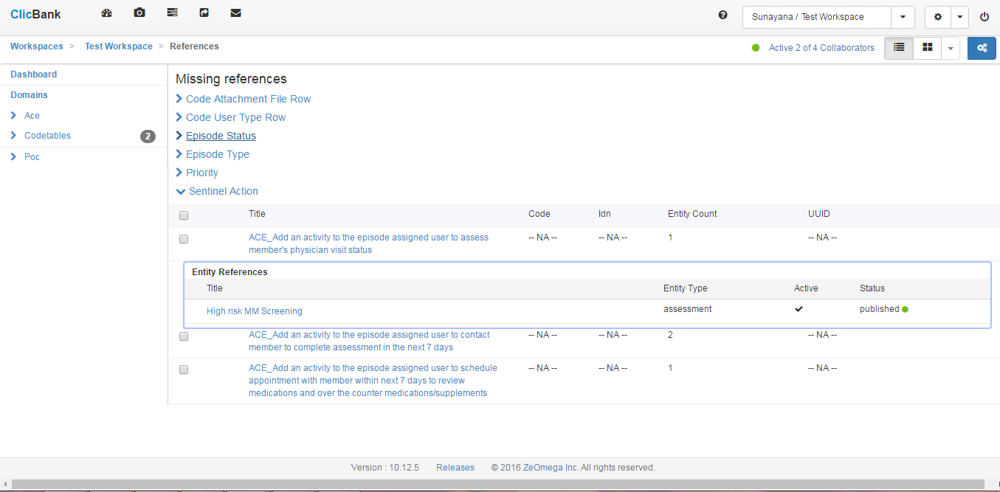 ClicBank
Sunayana / Test Workspace
Workspaces > Test Workspace > References
Active 2 of 4 Collaborators
Dashboard
Domains
Ace
Codetables 2
Poc
Missing references
Code Attachment File Row
Code User Type Row
Episode Status
Episode Type
Priority
Sentinel Action
Title Code Idn Entity Count UUID
ACE_Add an activity to the episode assigned user to assess -- NA -- -- NA -- 1 -- NA --
member's physician visit status
Entity References
Title Entity Type Active Status
High risk MM Screening assessment published
ACE_Add an activity to the episode assigned user to contact -- NA -- -- NA -- 2 -- NA --
member to complete assessment in the next 7 days
ACE_Add an activity to the episode assigned user to schedule -- NA -- -- NA -- 1 -- NA --
appointment with member within next 7 days to review
medications and over the counter medications/supplements
Version : 10.12.5 Releases © 2016 ZeOmega Inc. All rights reserved.